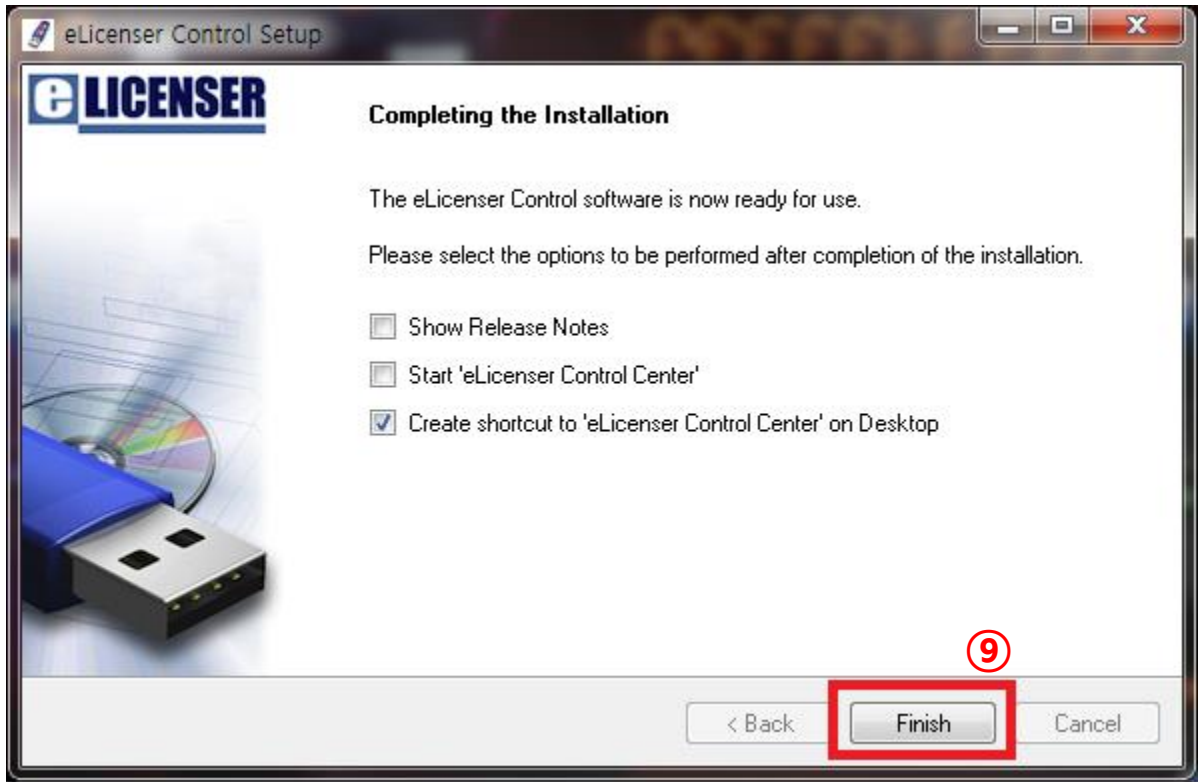 eLicenser Control Setup
e LICENSER
Completing the Installation
The eLicenser Control software is now ready for use.
Please select the options to be performed after completion of the installation.
Show Release Notes
Start 'eLicenser Control Center'
Create shortcut to 'eLicenser Control Center' on Desktop
⑨
< Back
Finish
Cancel